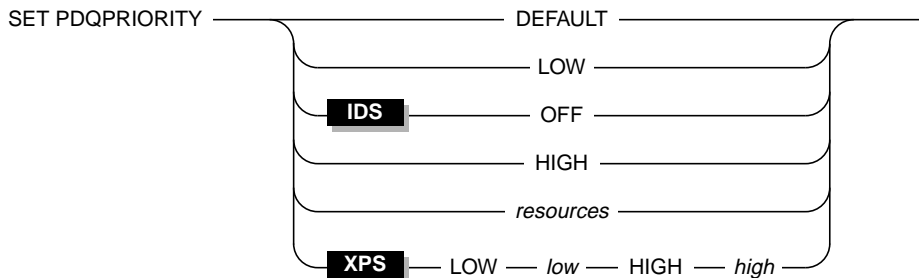 SET PDQPRIORITY DEFAULT
LOW
IDS OFF
HIGH
resources
XPS LOW low HIGH high